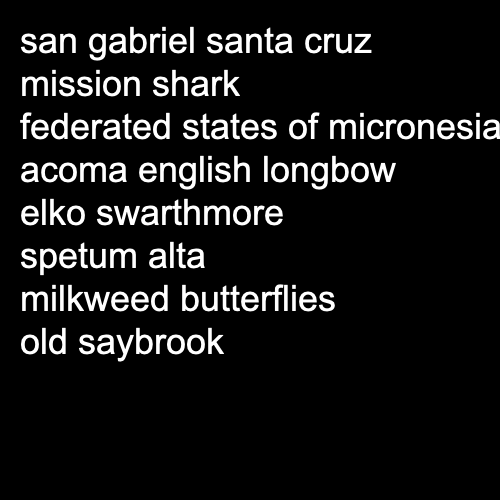 san gabriel santa cruz
mission shark
federated states of micronesia
acoma english longbow
elko swarthmore
spetum alta
milkweed butterflies
old saybrook